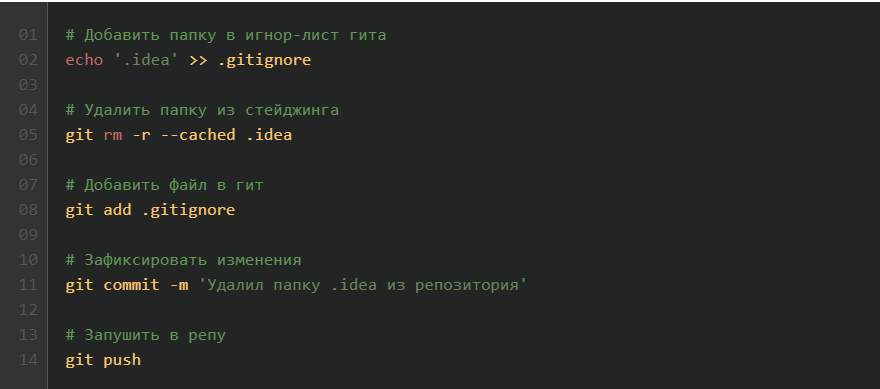 01 # Добавить папку в игнор-лист гита
02 echo '.idea' >> .gitignore
03
04 # Удалить папку из стейджинга
05 git rm -r --cached .idea
06
07 # Добавить файл в гит
08 git add .gitignore
09
10 # Зафиксировать изменения
11 git commit -m 'Удалил папку .idea из репозитория'
12
13 # Запушить в репу
14 git push